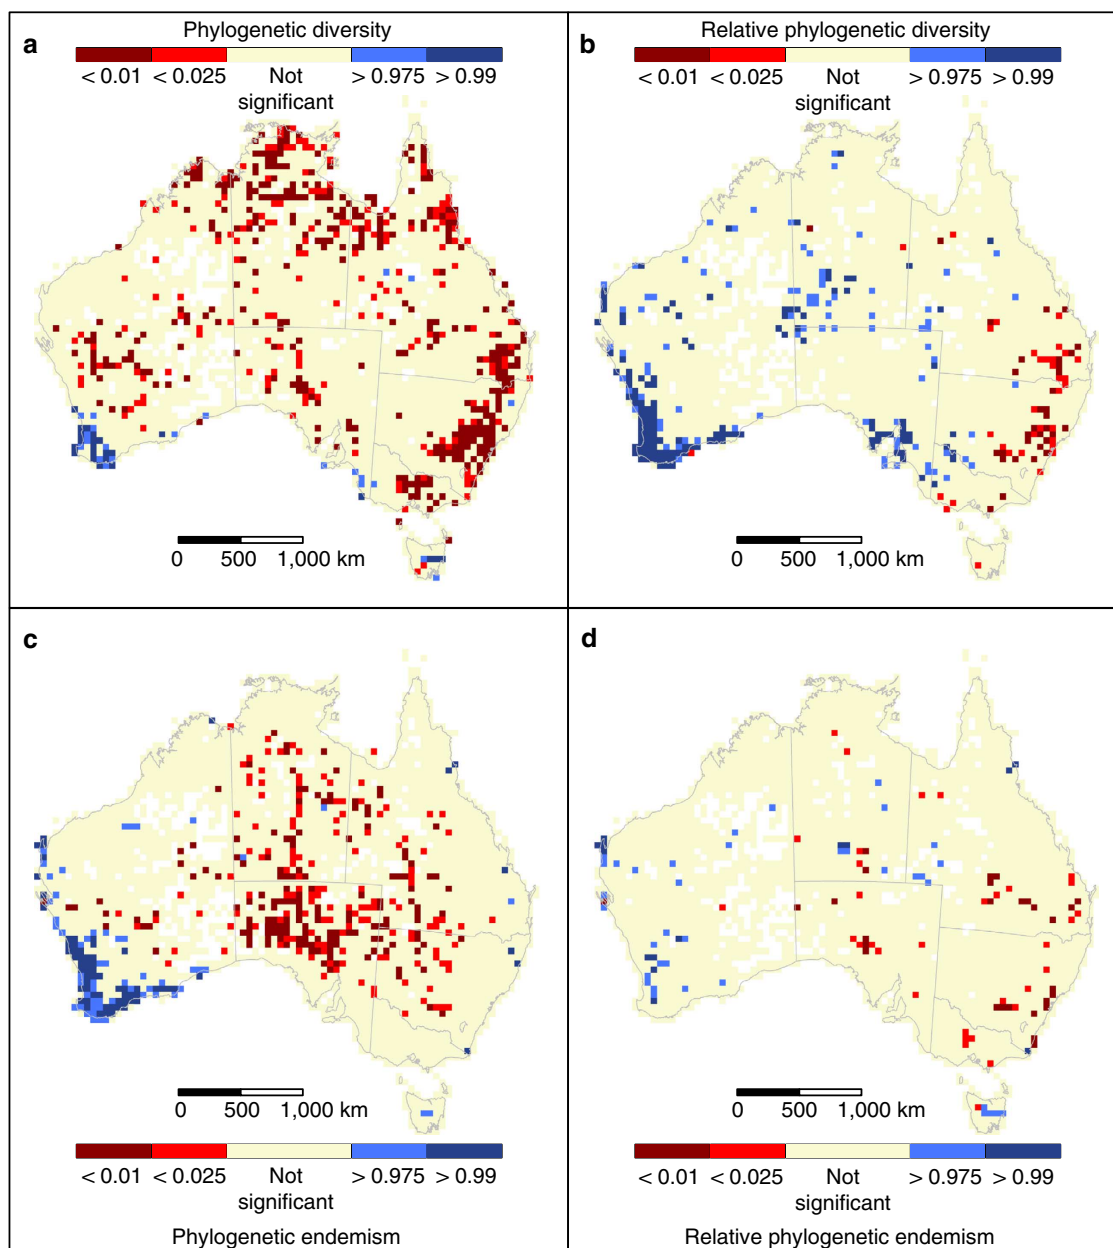 a
Phylogenetic diversity
< 0.01 < 0.025 Not significant > 0.975 > 0.99
0 500 1,000 km
b
Relative phylogenetic diversity
< 0.01 < 0.025 Not significant > 0.975 > 0.99
0 500 1,000 km
c
0 500 1,000 km
< 0.01 < 0.025 Not significant > 0.975 > 0.99
Phylogenetic endemism
d
0 500 1,000 km
< 0.01 < 0.025 Not significant > 0.975 > 0.99
Relative phylogenetic endemism